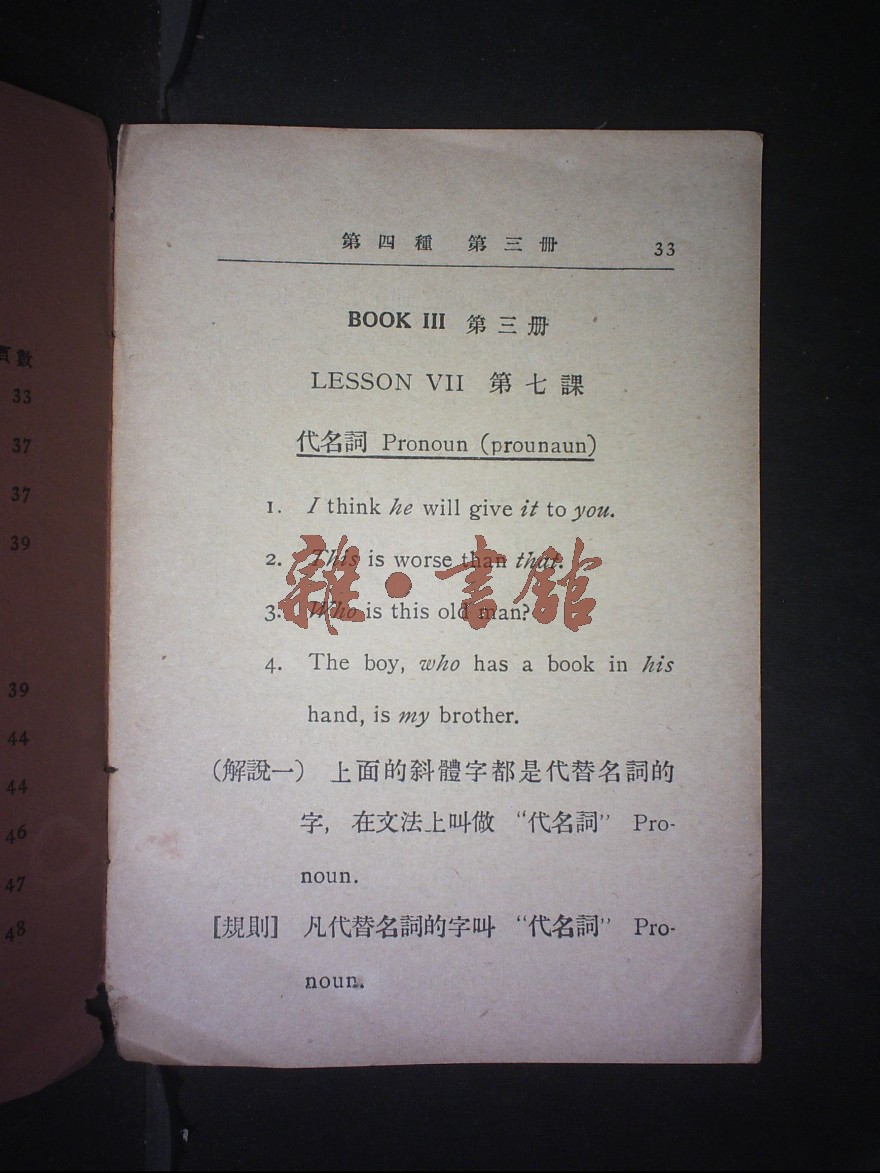 頁數
33
37
37
39
39
44
44
46
47
48
第四種 第三册 33
BOOK III 第三册
LESSON VII 第七課
代名詞 Pronoun (prounaun)
1. I think he will give it to you.
2. This is worse than that.
3. Who is this old man?
4. The boy, who has a book in his
hand, is my brother.
(解說一) 上面的斜體字都是代替名詞的
字, 在文法上叫做 “代名詞” Pro-
noun.
[規則] 凡代替名詞的字叫 “代名詞” Pro-
noun.
雜·書館